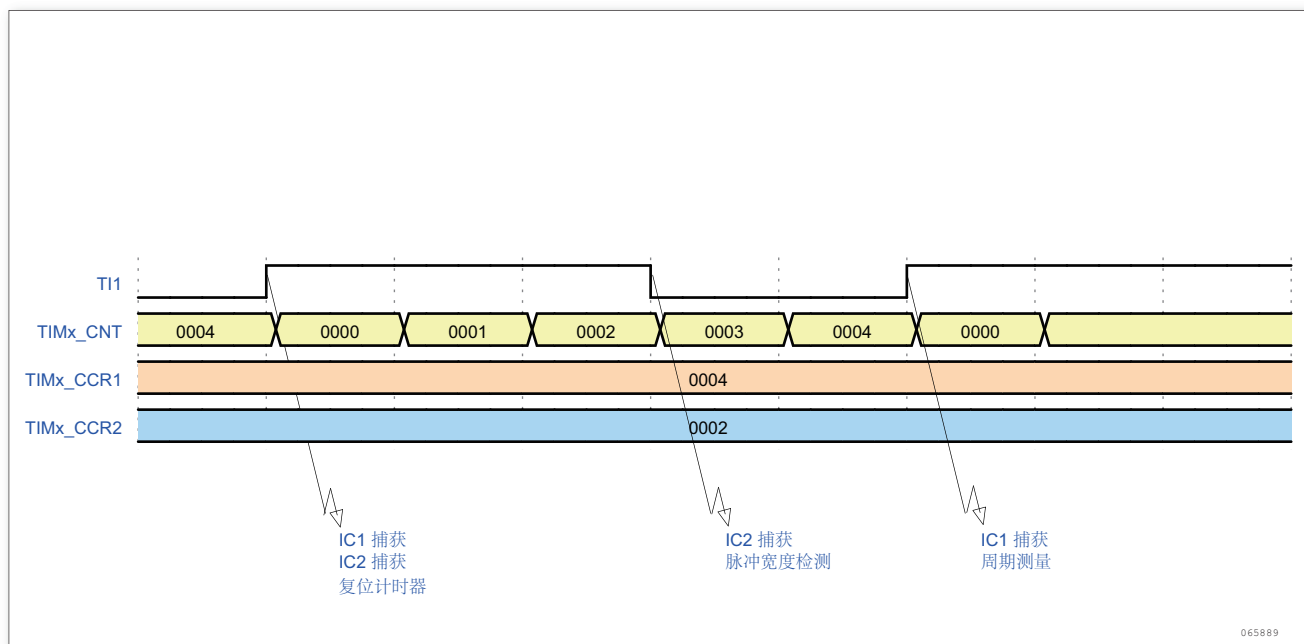 TI1
TIMx_CNT 0004 0000 0001 0002 0003 0004 0000
TIMx_CCR1 0004
TIMx_CCR2 0002
IC1 捕获
IC2 捕获
复位计时器
IC2 捕获
脉冲宽度检测
IC1 捕获
周期测量
065889